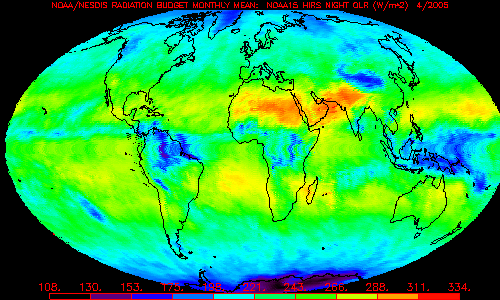 NOAA/NESDIS RADIATION BUDGET MONTHLY MEAN: NOAA15 HIRS NIGHT OLR (W/m^2) 4/2005
108. 130. 153. 175. 198. 221. 243. 266. 288. 311. 334.